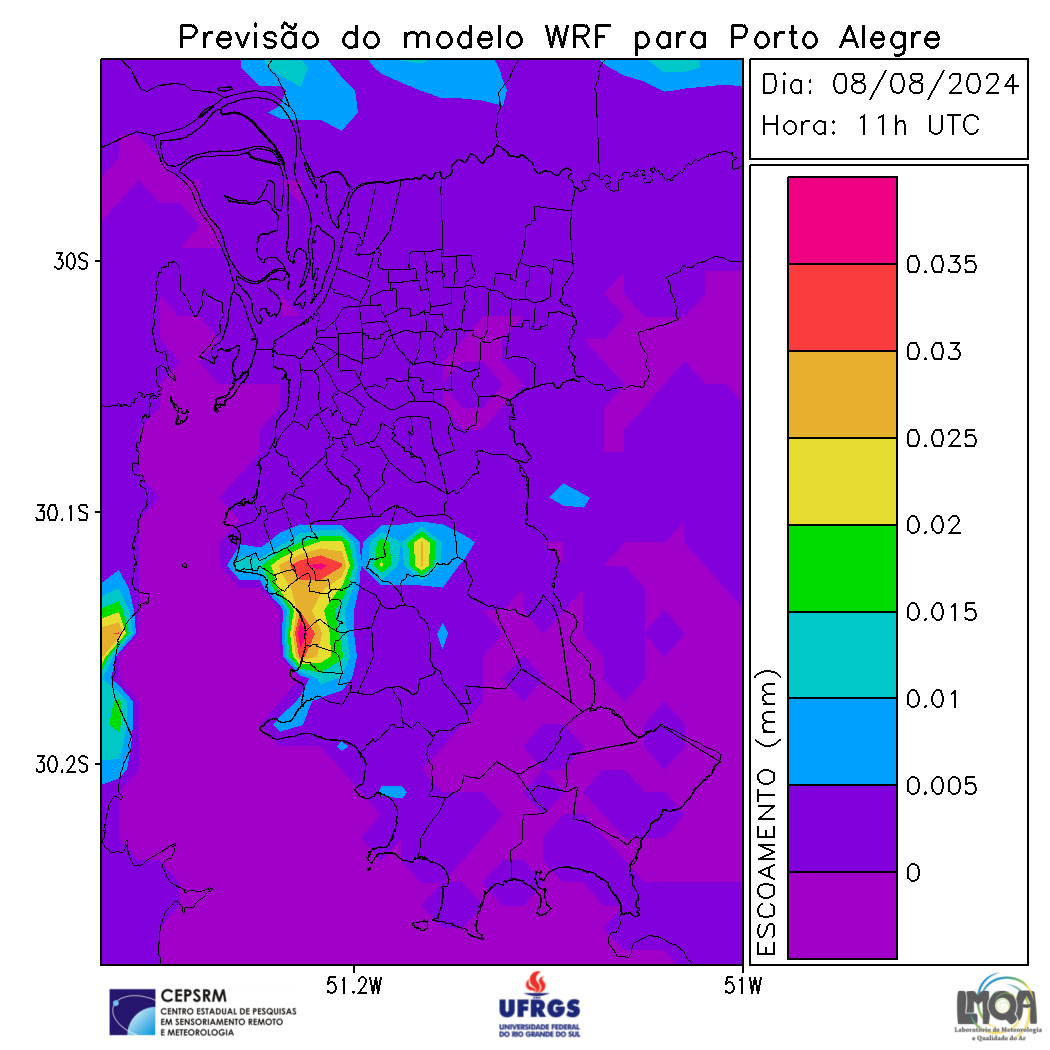 Previsão do modelo WRF para Porto Alegre
Dia: 08/08/2024
Hora: 11h UTC
30S
30.1S
30.2S
51.2W
51W
ESCOAMENTO (mm)
0.035
0.03
0.025
0.02
0.015
0.01
0.005
0
CEPSRM
CENTRO ESTADUAL DE PESQUISAS
EM SENSORIAMENTO REMOTO
E METEOROLOGIA
UFRGS
UNIVERSIDADE FEDERAL
DO RIO GRANDE DO SUL
LMQA
Laboratório de Meteorologia
e Qualidade do Ar